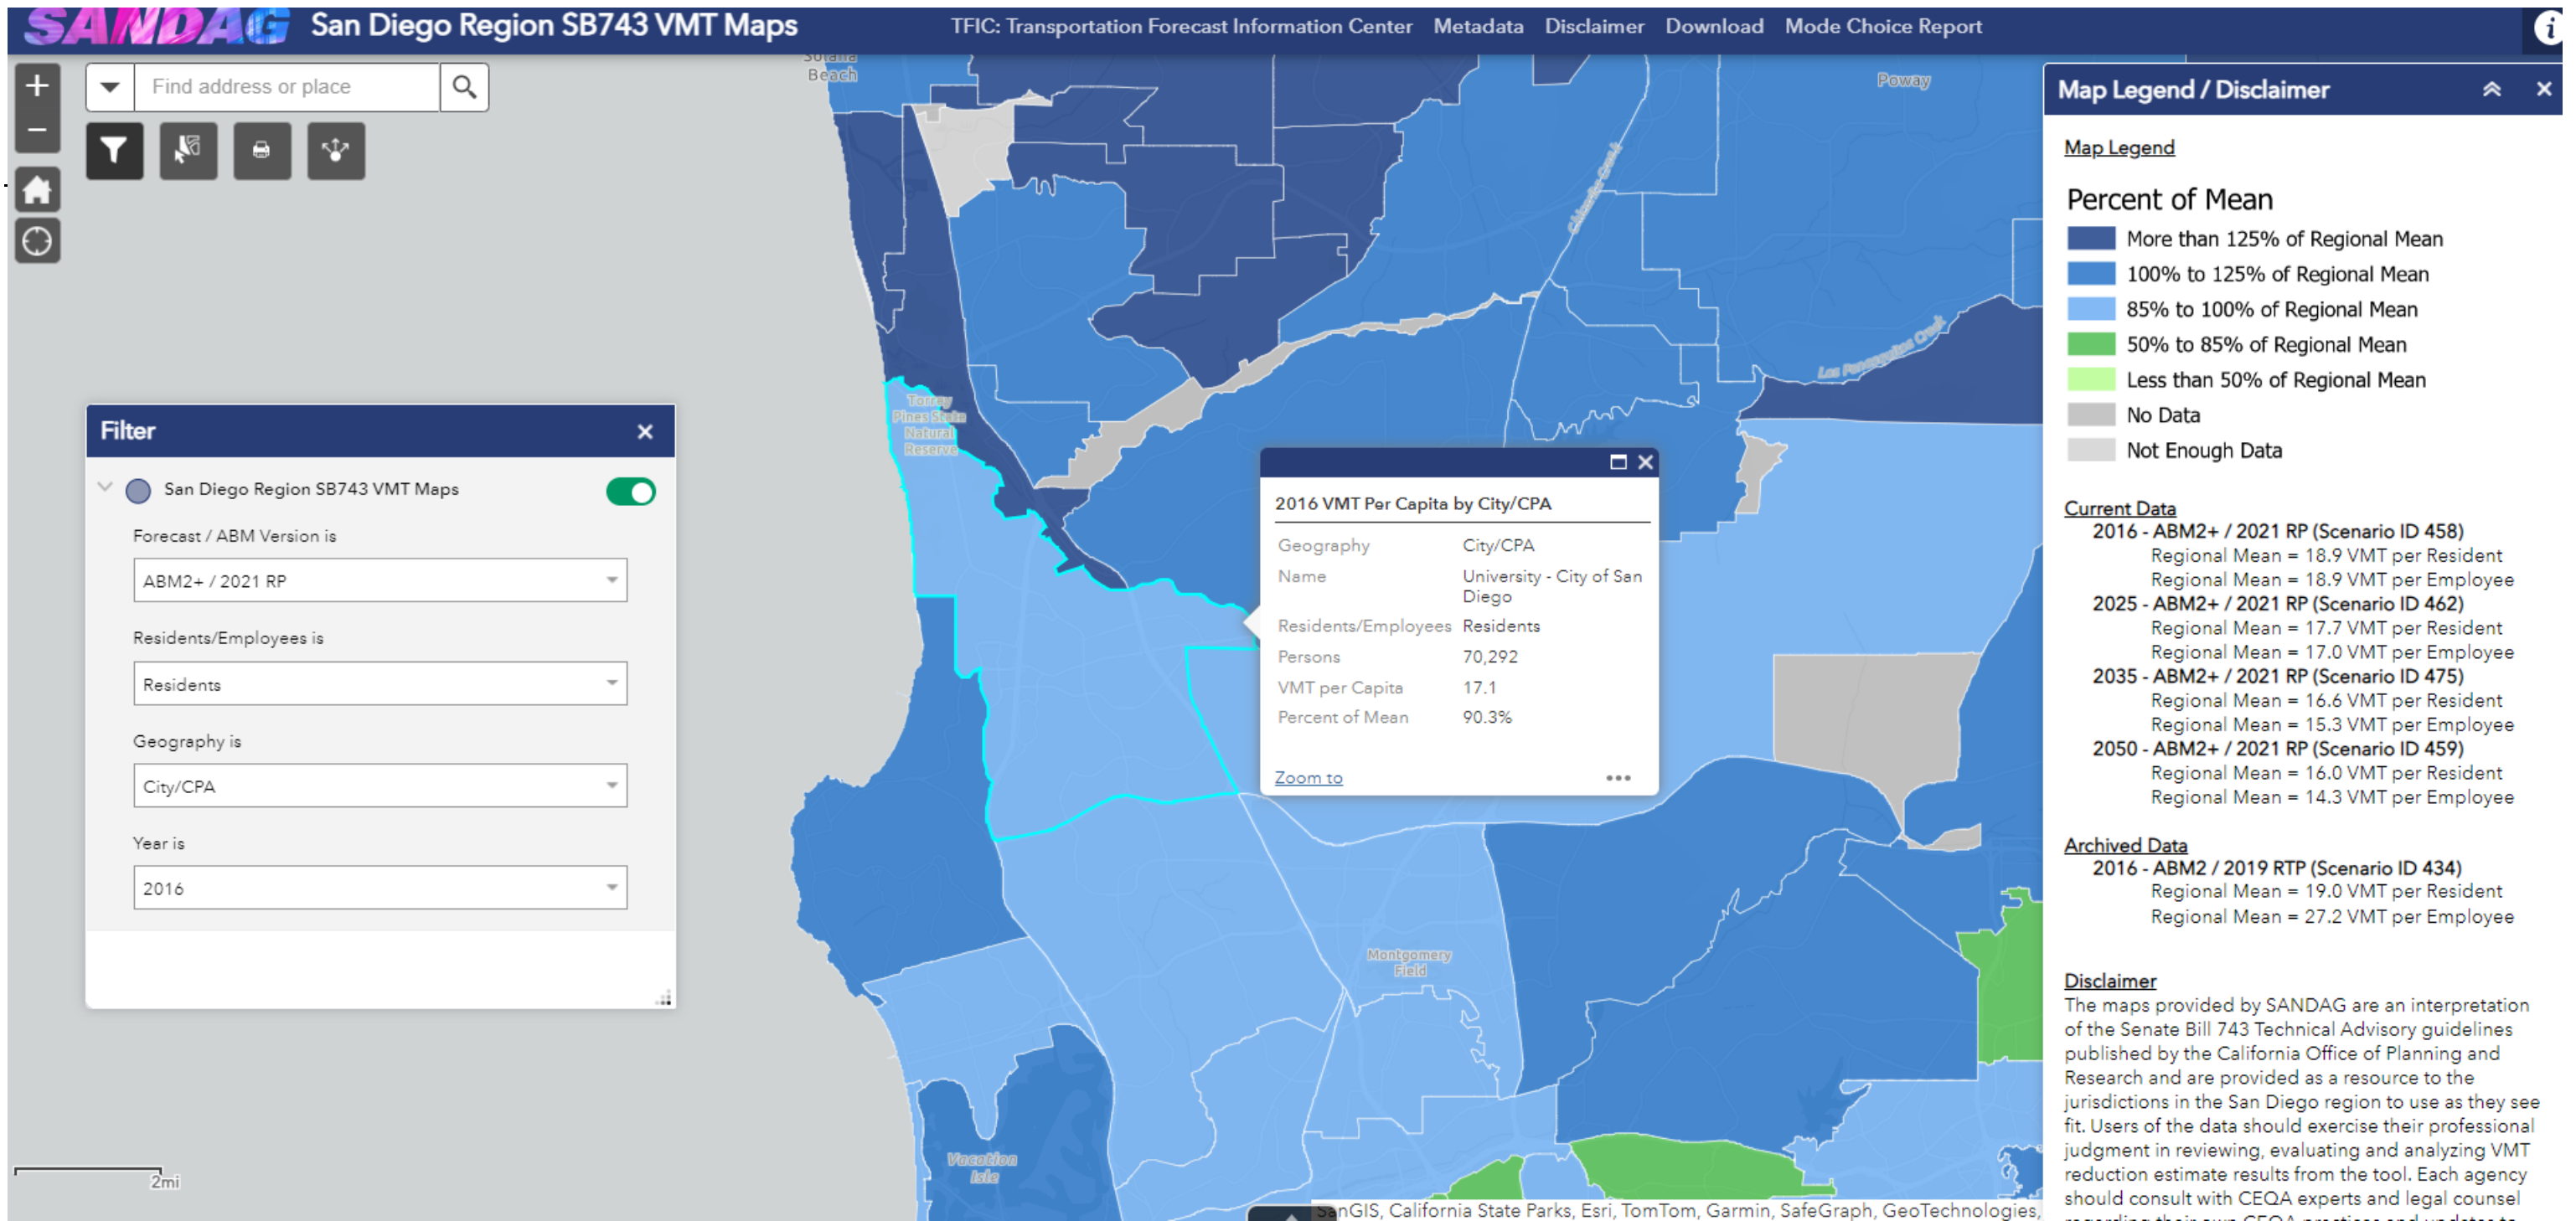 SANDAG San Diego Region SB743 VMT Maps
TFIC: Transportation Forecast Information Center Metadata Disclaimer Download Mode Choice Report
i
+
−
Find address or place
Solana
Beach
Poway
Los Penasquitos Creek
Torrey
Pines State
Natural
Reserve
Montgomery
Field
Vacation
Isle
2mi
Filter
San Diego Region SB743 VMT Maps
Forecast / ABM Version is
ABM2+ / 2021 RP
Residents/Employees is
Residents
Geography is
City/CPA
Year is
2016
2016 VMT Per Capita by City/CPA
Geography City/CPA
Name University - City of San
Diego
Residents/Employees Residents
Persons 70,292
VMT per Capita 17.1
Percent of Mean 90.3%
Zoom to
Map Legend / Disclaimer
Map Legend
Percent of Mean
More than 125% of Regional Mean
100% to 125% of Regional Mean
85% to 100% of Regional Mean
50% to 85% of Regional Mean
Less than 50% of Regional Mean
No Data
Not Enough Data
Current Data
2016 - ABM2+ / 2021 RP (Scenario ID 458)
Regional Mean = 18.9 VMT per Resident
Regional Mean = 18.9 VMT per Employee
2025 - ABM2+ / 2021 RP (Scenario ID 462)
Regional Mean = 17.7 VMT per Resident
Regional Mean = 17.0 VMT per Employee
2035 - ABM2+ / 2021 RP (Scenario ID 475)
Regional Mean = 16.6 VMT per Resident
Regional Mean = 15.3 VMT per Employee
2050 - ABM2+ / 2021 RP (Scenario ID 459)
Regional Mean = 16.0 VMT per Resident
Regional Mean = 14.3 VMT per Employee
Archived Data
2016 - ABM2 / 2019 RTP (Scenario ID 434)
Regional Mean = 19.0 VMT per Resident
Regional Mean = 27.2 VMT per Employee
Disclaimer
The maps provided by SANDAG are an interpretation
of the Senate Bill 743 Technical Advisory guidelines
published by the California Office of Planning and
Research and are provided as a resource to the
jurisdictions in the San Diego region to use as they see
fit. Users of the data should exercise their professional
judgment in reviewing, evaluating and analyzing VMT
reduction estimate results from the tool. Each agency
should consult with CEQA experts and legal counsel
regarding their own CEQA practices and updates to
SanGIS, California State Parks, Esri, TomTom, Garmin, SafeGraph, GeoTechnologies,